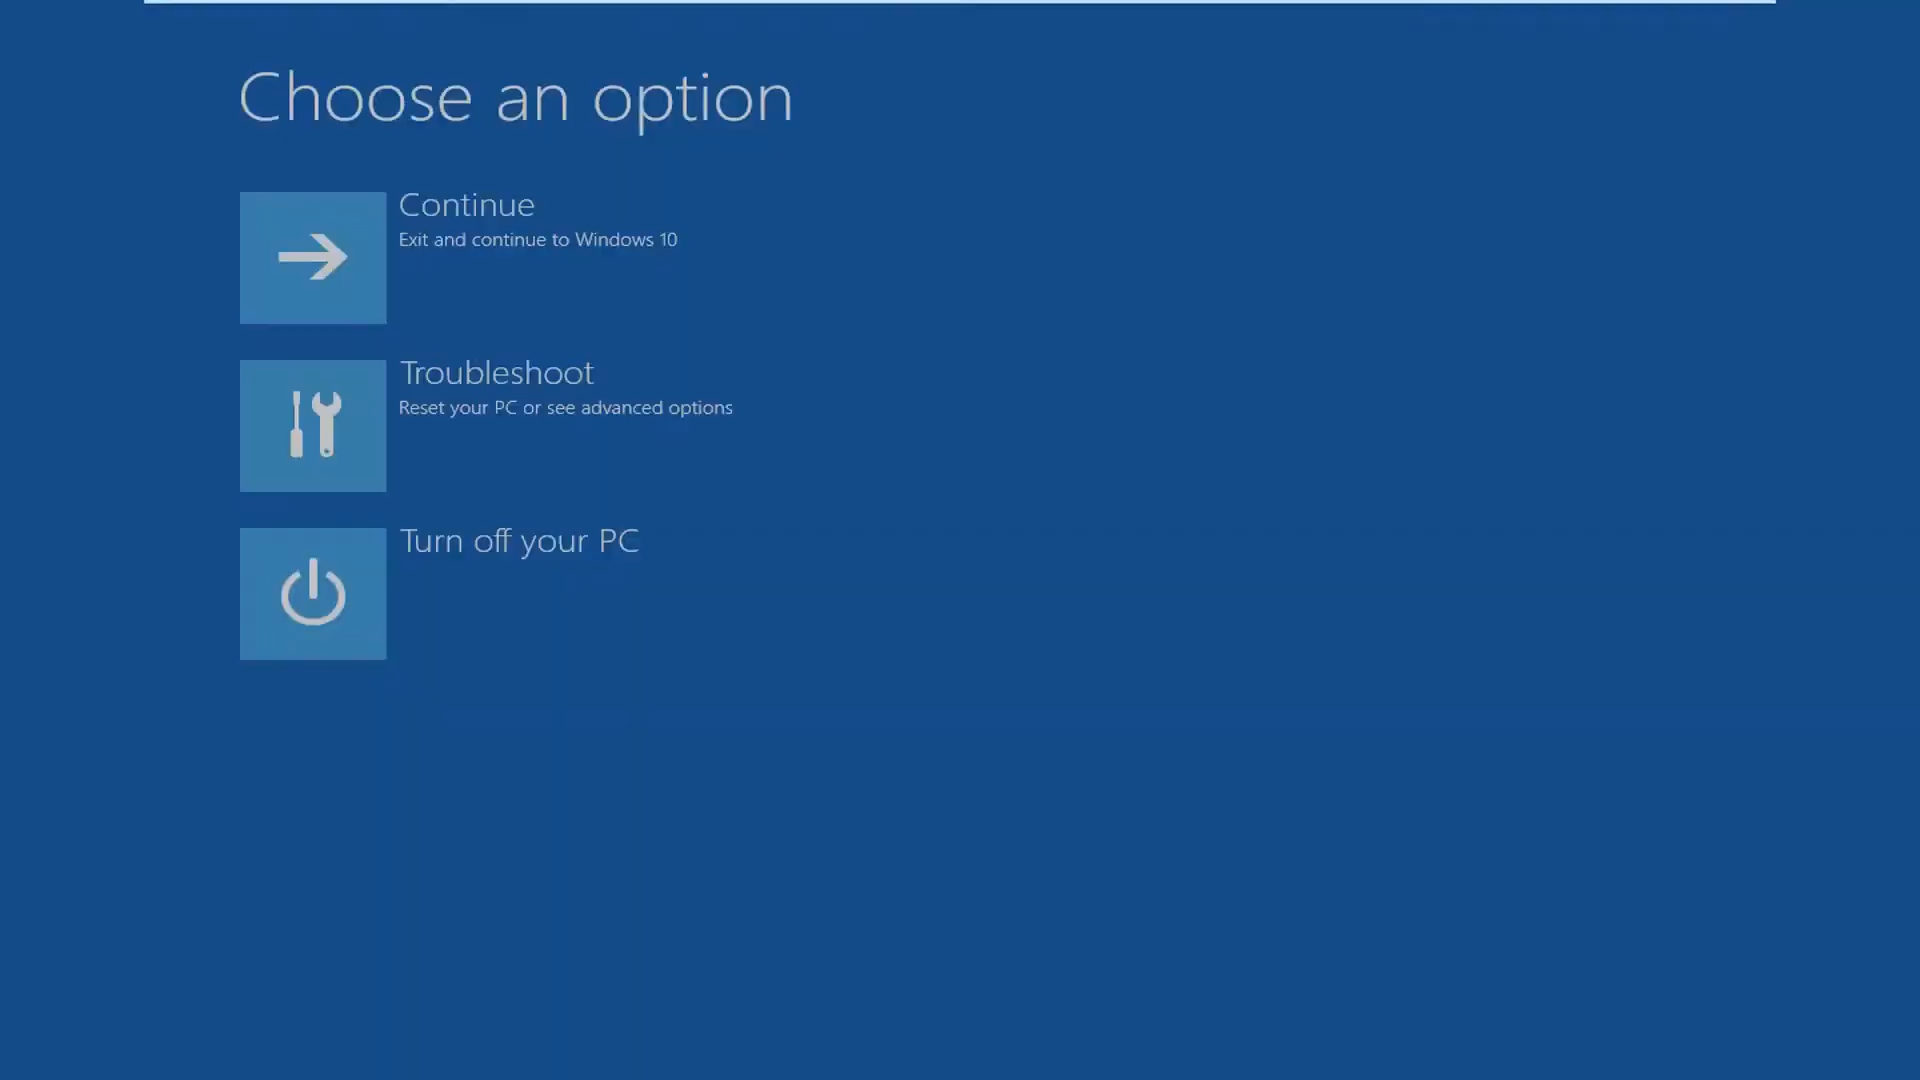 Choose an option
Continue
Exit and continue to Windows 10
Troubleshoot
Reset your PC or see advanced options
Turn off your PC